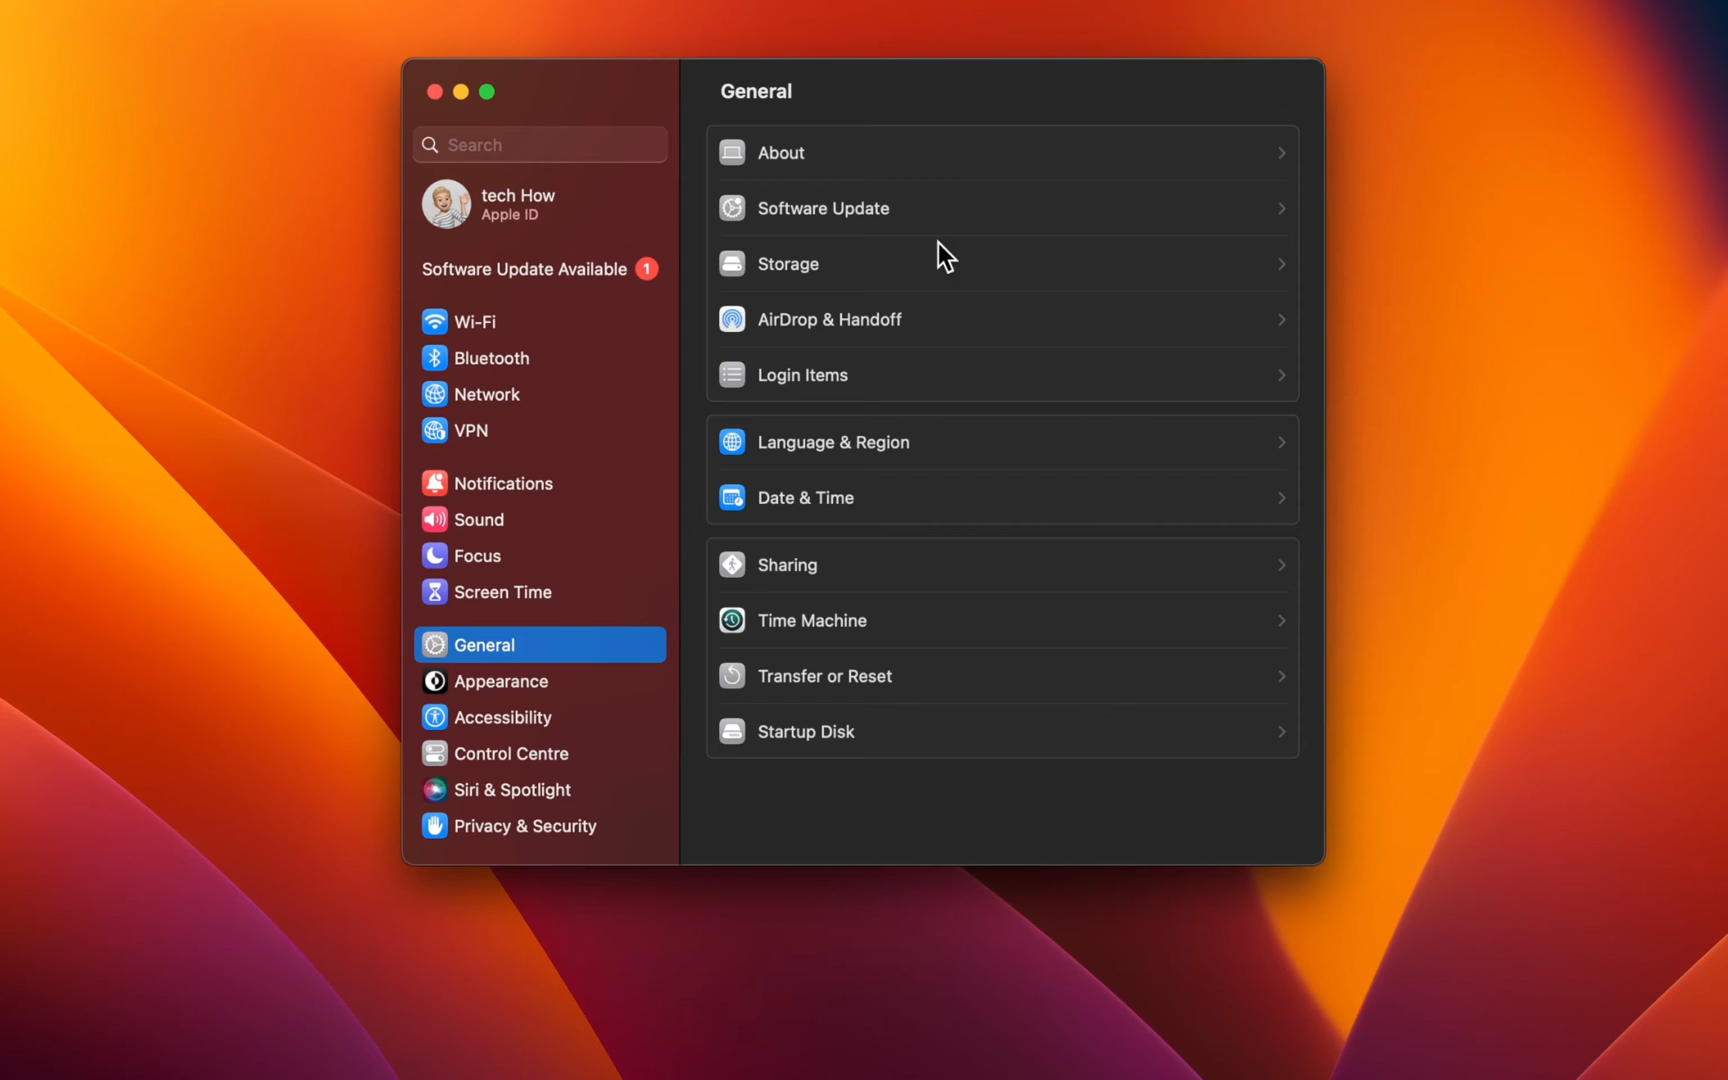 General
Search
tech How
Apple ID
Software Update Available 1
Wi-Fi
Bluetooth
Network
VPN
Notifications
Sound
Focus
Screen Time
General
Appearance
Accessibility
Control Centre
Siri & Spotlight
Privacy & Security
About
Software Update
Storage
AirDrop & Handoff
Login Items
Language & Region
Date & Time
Sharing
Time Machine
Transfer or Reset
Startup Disk